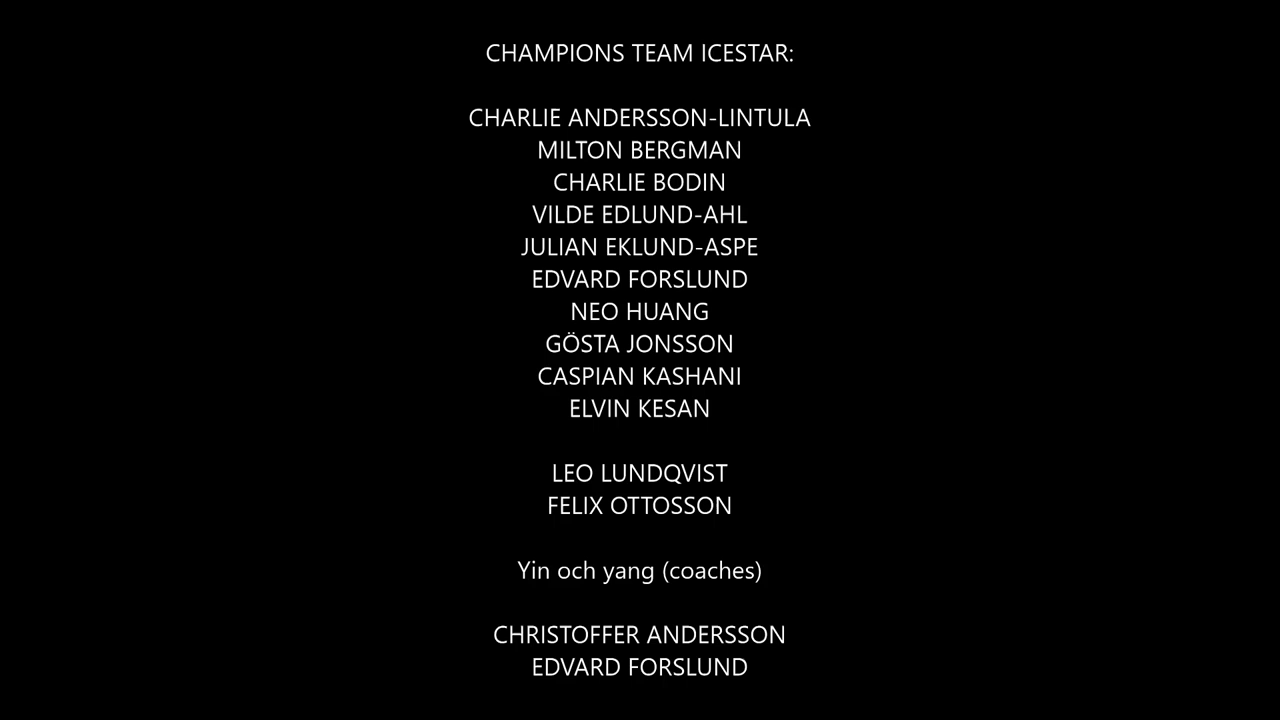 CHAMPIONS TEAM ICESTAR:
CHARLIE ANDERSSON-LINTULA
MILTON BERGMAN
CHARLIE BODIN
VILDE EDLUND-AHL
JULIAN EKLUND-ASPE
EDVARD FORSLUND
NEO HUANG
GÖSTA JONSSON
CASPIAN KASHANI
ELVIN KESAN
LEO LUNDQVIST
FELIX OTTOSSON
Yin och yang (coaches)
CHRISTOFFER ANDERSSON
EDVARD FORSLUND